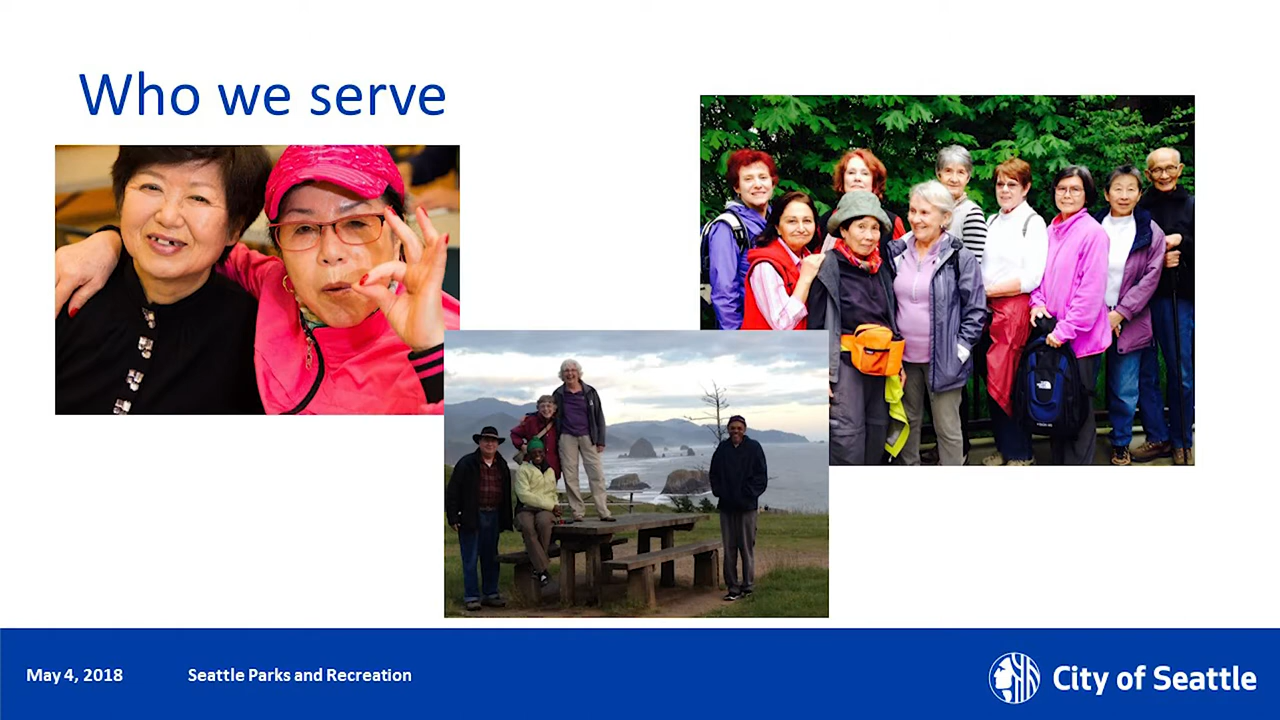 Who we serve
May 4, 2018
Seattle Parks and Recreation
City of Seattle